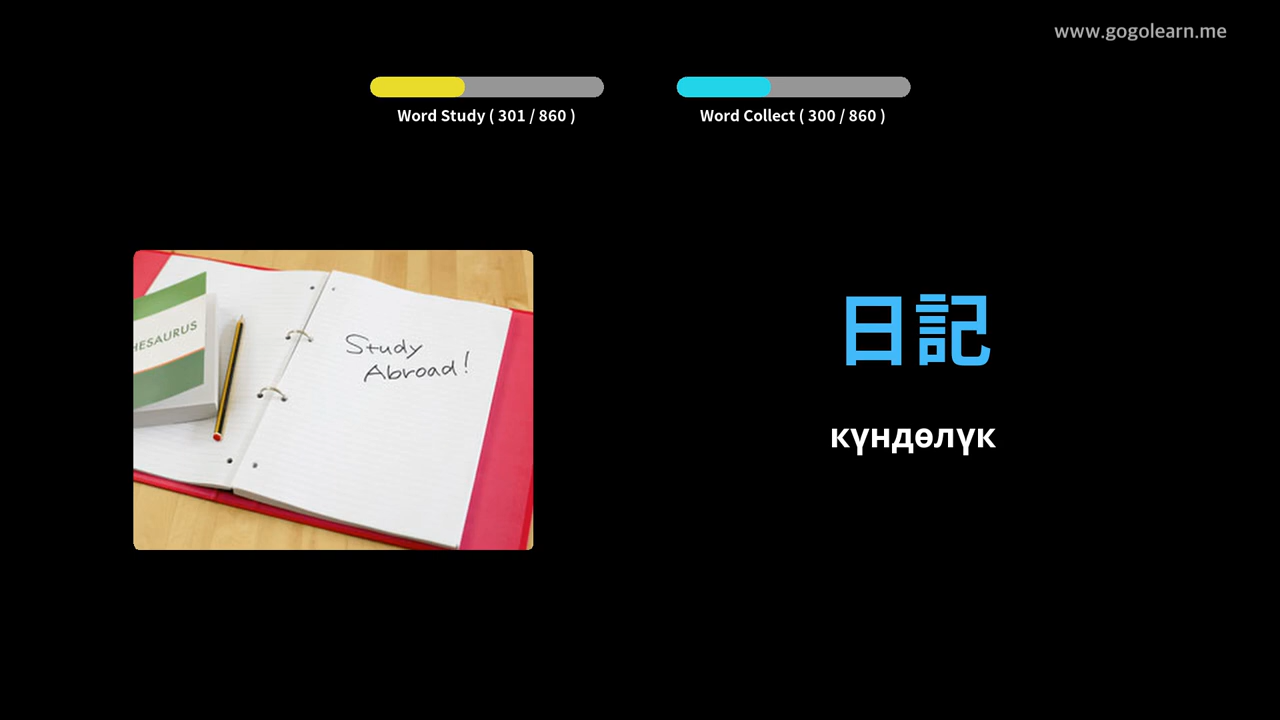 www.gogolearn.me
Word Study ( 301 / 860 )
Word Collect ( 300 / 860 )
HESAURUS
Study
Abroad!
日記
күндөлүк